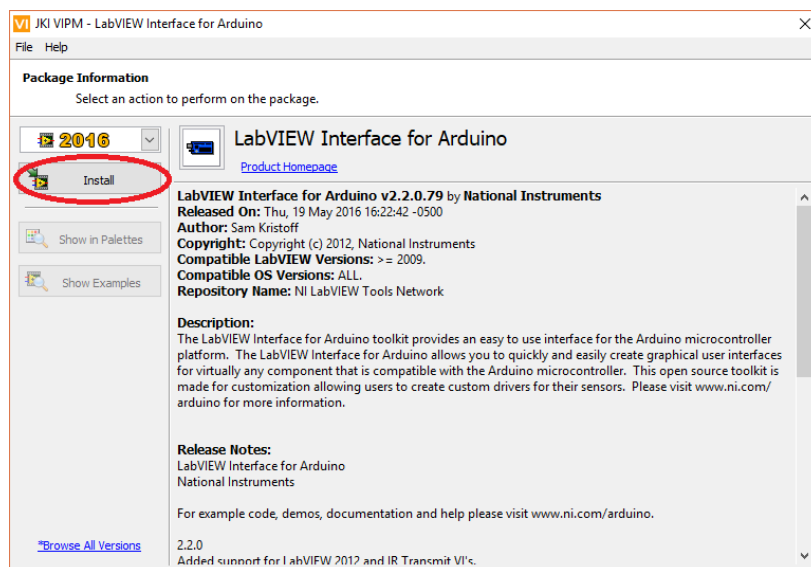 JKI VIPM - LabVIEW Interface for Arduino
File Help
Package Information
Select an action to perform on the package.
2016
LabVIEW Interface for Arduino
Product Homepage
Install
Show in Palettes
Show Examples
*Browse All Versions
LabVIEW Interface for Arduino v2.2.0.79 by National Instruments
Released On: Thu, 19 May 2016 16:22:42 -0500
Author: Sam Kristoff
Copyright: Copyright (c) 2012, National Instruments
Compatible LabVIEW Versions: >= 2009.
Compatible OS Versions: ALL.
Repository Name: NI LabVIEW Tools Network
Description:
The LabVIEW Interface for Arduino toolkit provides an easy to use interface for the Arduino microcontroller
platform. The LabVIEW Interface for Arduino allows you to quickly and easily create graphical user interfaces
for virtually any component that is compatible with the Arduino microcontroller. This open source toolkit is
made for customization allowing users to create custom drivers for their sensors. Please visit www.ni.com/
arduino for more information.
Release Notes:
LabVIEW Interface for Arduino
National Instruments
For example code, demos, documentation and help please visit www.ni.com/arduino.
2.2.0
Added support for LabVIEW 2012 and IR Transmit VI's.